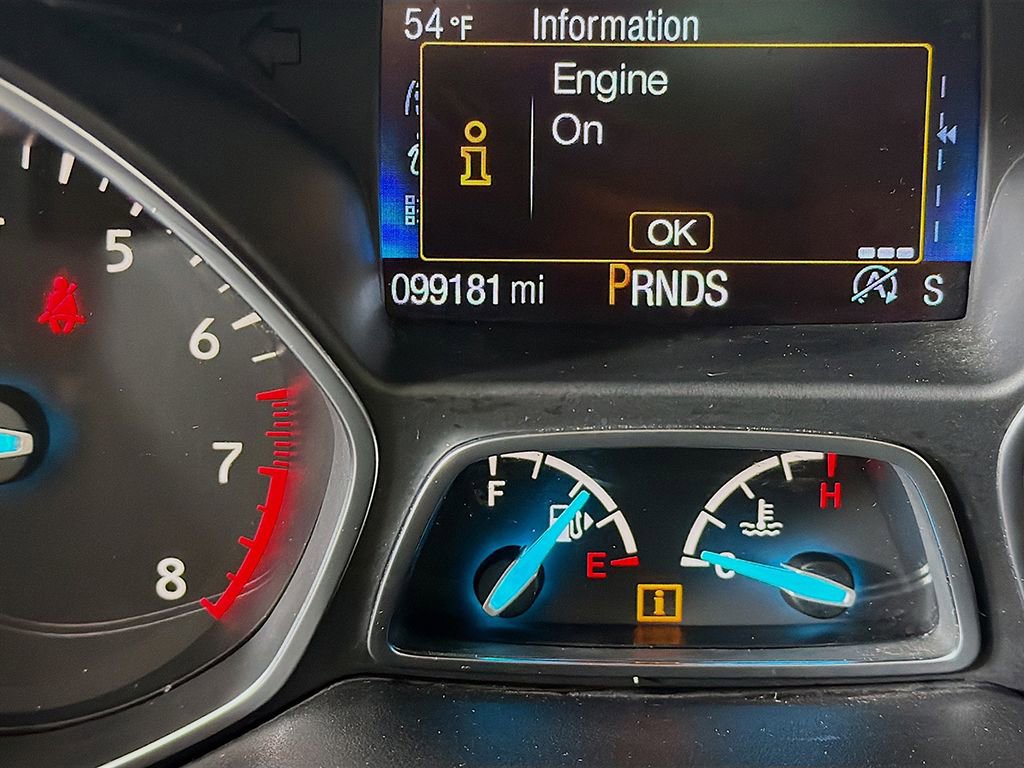 54 °F Information
Engine
On
i
OK
099181 mi PRNDS A S
5
6
7
8
F
E
H
C
i